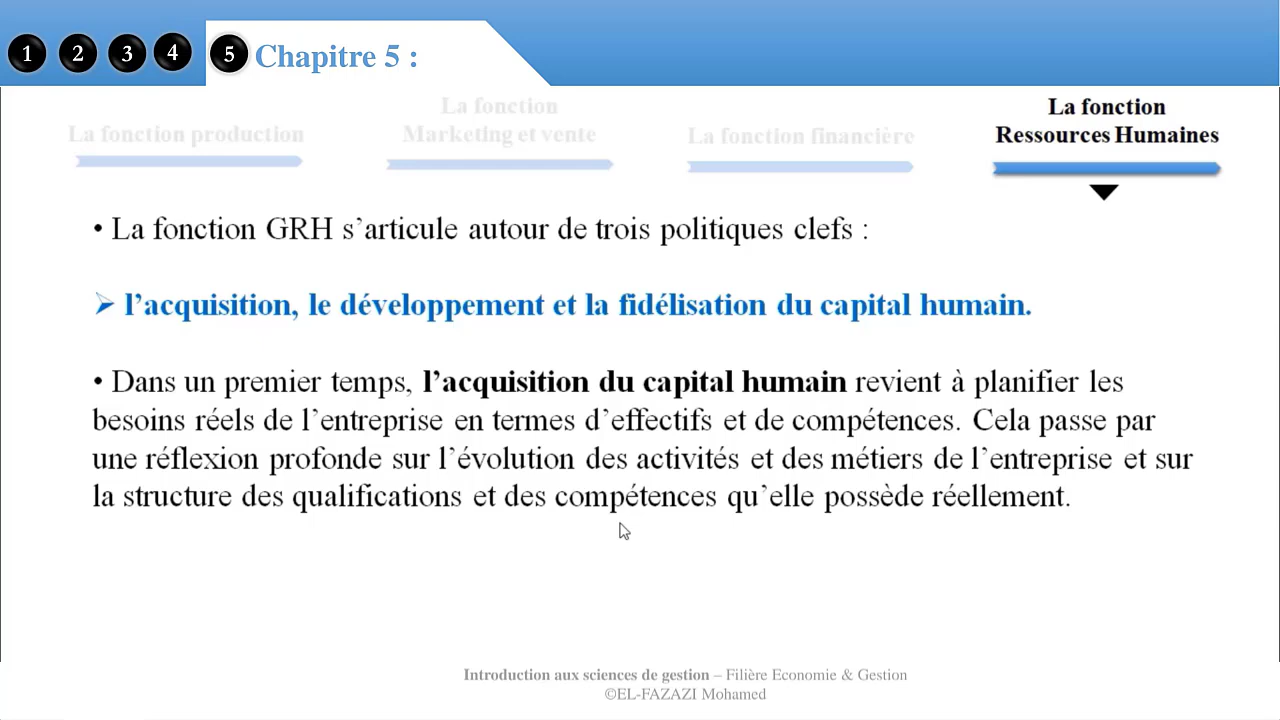 1 2 3 4 5 Chapitre 5 :
La fonction production
La fonction
Marketing et vente
La fonction financière
La fonction
Ressources Humaines
• La fonction GRH s’articule autour de trois politiques clefs :
➢ l’acquisition, le développement et la fidélisation du capital humain.
• Dans un premier temps, l’acquisition du capital humain revient à planifier les
besoins réels de l’entreprise en termes d’effectifs et de compétences. Cela passe par
une réflexion profonde sur l’évolution des activités et des métiers de l’entreprise et sur
la structure des qualifications et des compétences qu’elle possède réellement.
Introduction aux sciences de gestion – Filière Economie & Gestion
©EL-FAZAZI Mohamed